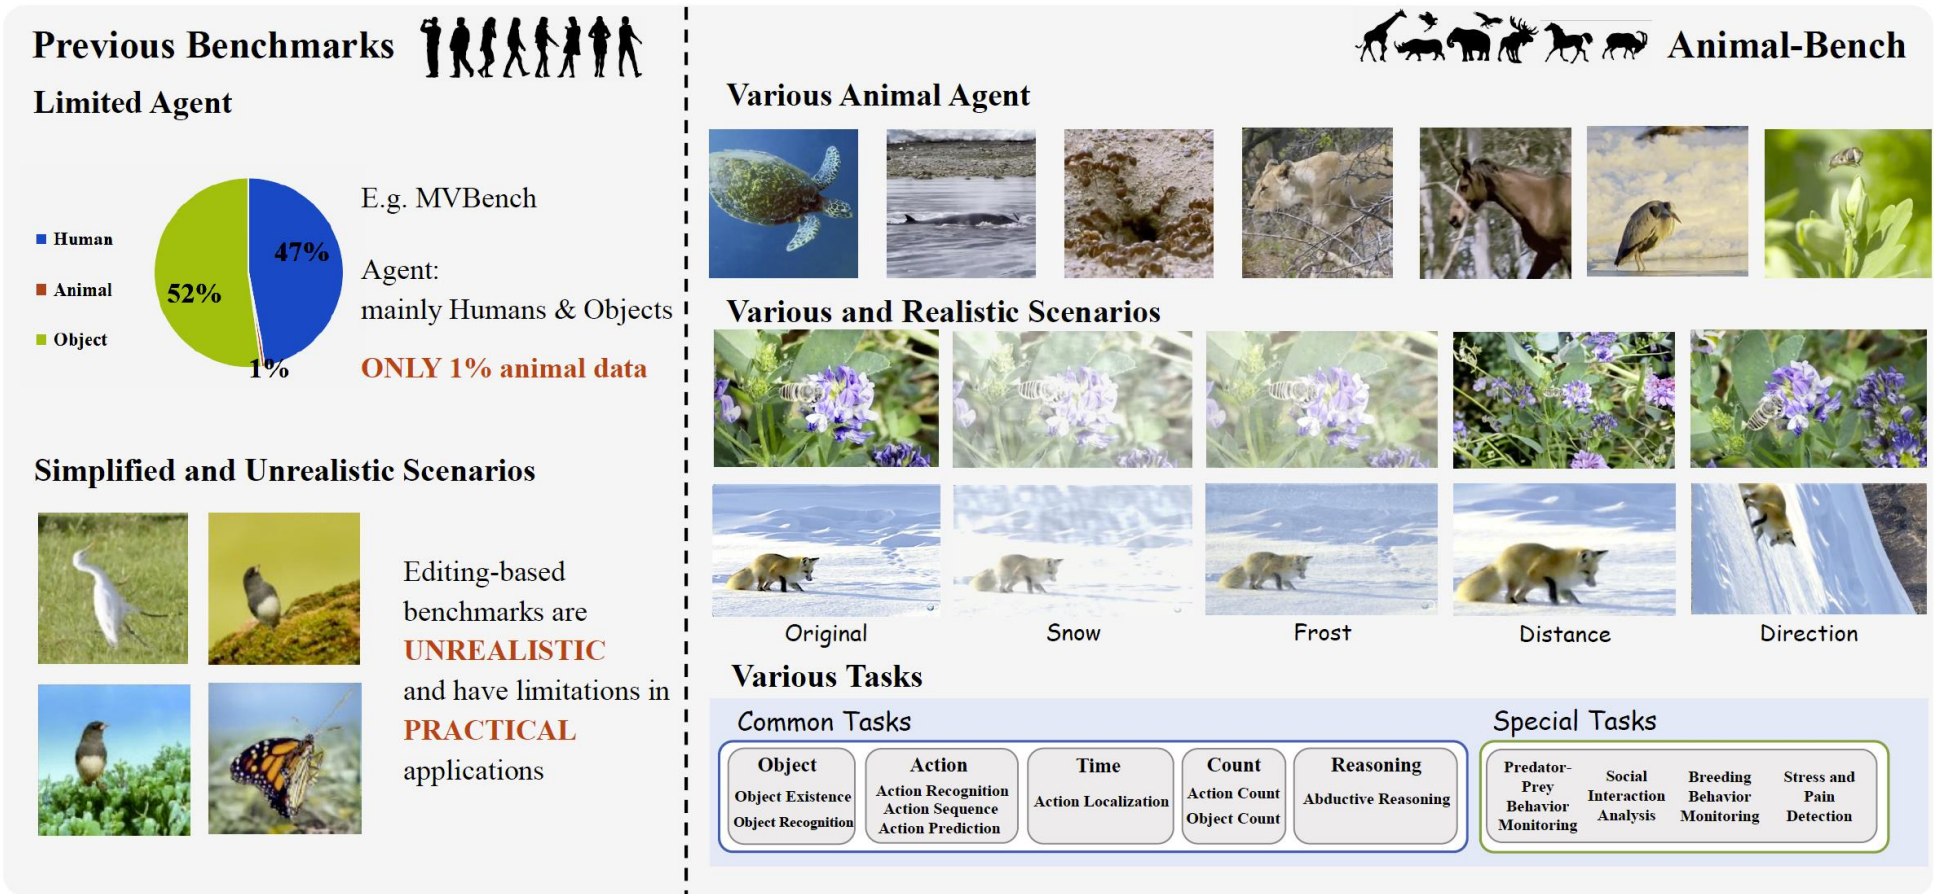 Previous Benchmarks
Limited Agent
Human
Animal
Object
47%
52%
1%
E.g. MVBench
Agent:
mainly Humans & Objects
ONLY 1% animal data
Simplified and Unrealistic Scenarios
Editing-based
benchmarks are
UNREALISTIC
and have limitations in
PRACTICAL
applications
Animal-Bench
Various Animal Agent
Various and Realistic Scenarios
Original
Snow
Frost
Distance
Direction
Various Tasks
Common Tasks
Object
Object Existence
Object Recognition
Action
Action Recognition
Action Sequence
Action Prediction
Time
Action Localization
Count
Action Count
Object Count
Reasoning
Abductive Reasoning
Special Tasks
Predator-
Prey
Behavior
Monitoring
Social
Interaction
Analysis
Breeding
Behavior
Monitoring
Stress and
Pain
Detection